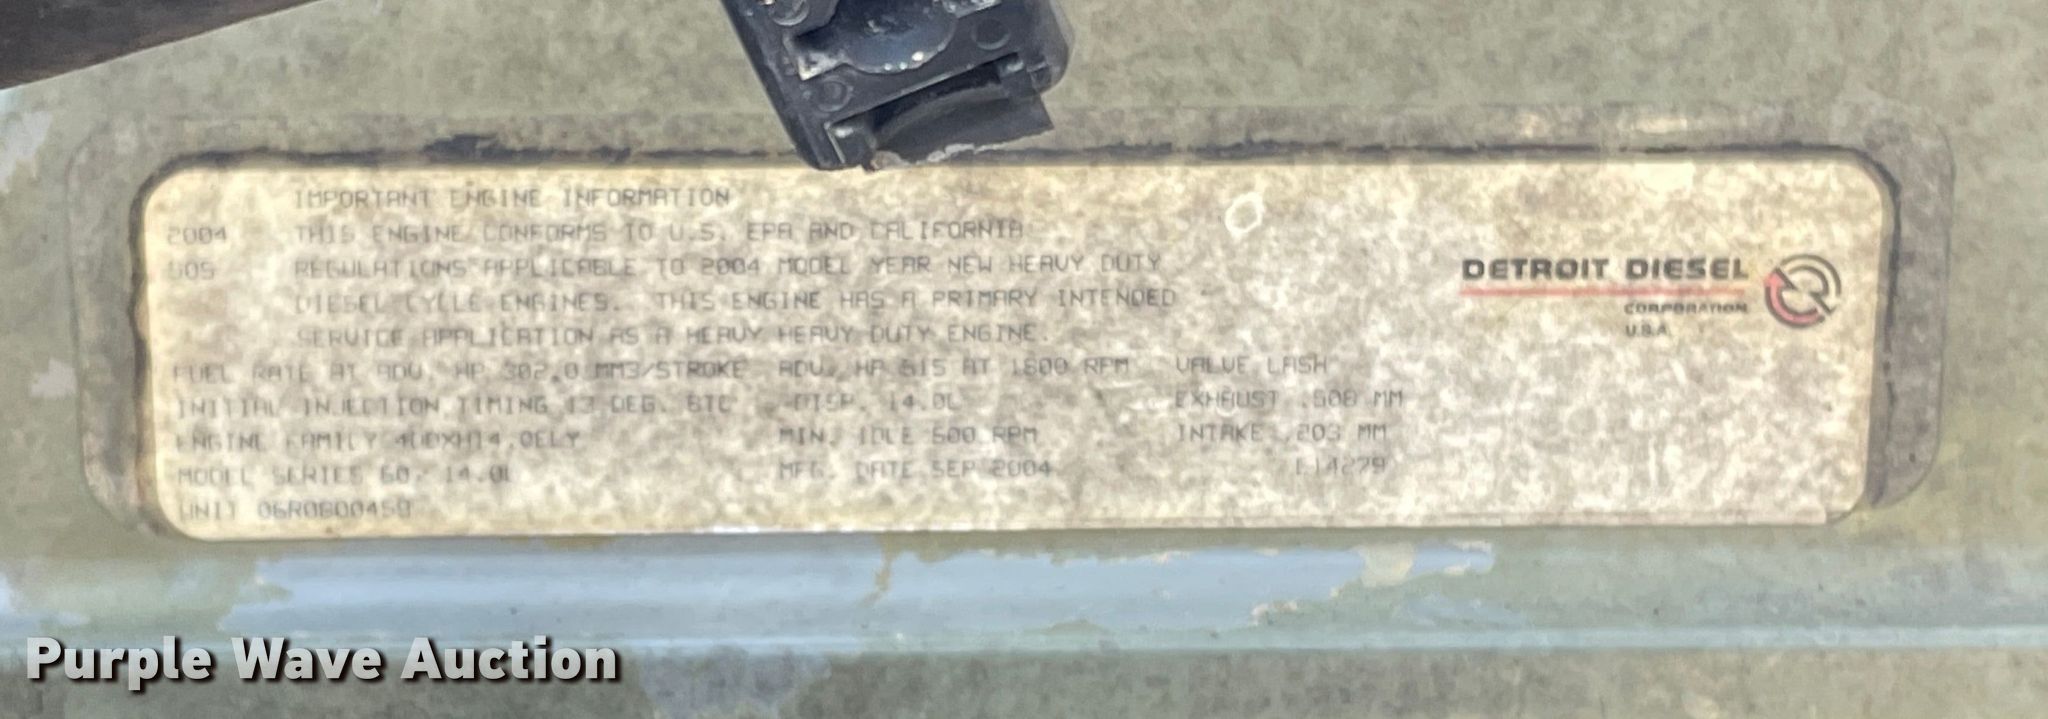 IMPORTANT ENGINE INFORMATION
2004 THIS ENGINE CONFORMS TO U.S. EPA AND CALIFORNIA
REGULATIONS APPLICABLE TO 2004 MODEL YEAR NEW HEAVY DUTY
DIESEL CYCLE ENGINES. THIS ENGINE HAS A PRIMARY INTENDED
SERVICE APPLICATION AS A HEAVY HEAVY DUTY ENGINE.
FUEL RATE AT ADV. HP 302.0 MM3/STROKE ADV. HP 515 AT 1800 RPM VALVE LASH
INITIAL INJECTION TIMING 13 DEG. BTC DISP. 14.0L EXHAUST .508 MM
ENGINE FAMILY 4DDXH14.0ELY MIN. IDLE 600 RPM INTAKE .203 MM
MODEL SERIES 60, 14.0L MFG. DATE SEP 2004
UNIT
DETROIT DIESEL
CORPORATION
U.S.A.
Purple Wave Auction